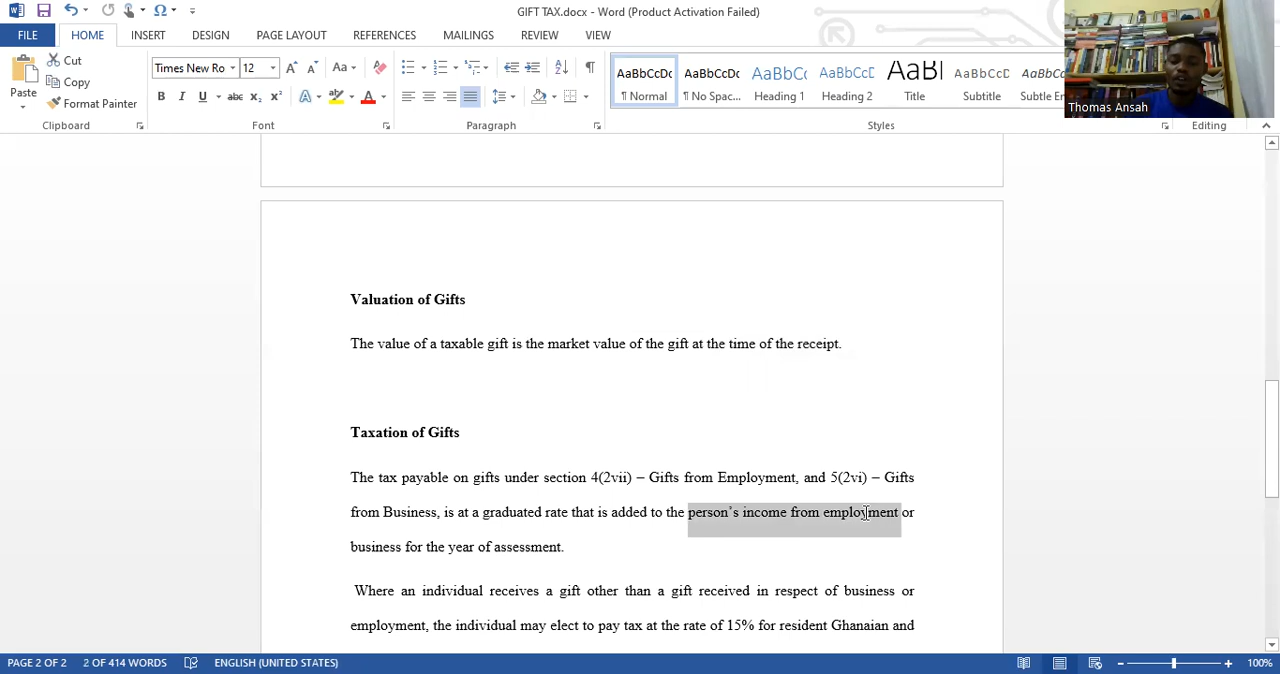 GIFT TAX.docx - Word (Product Activation Failed)
FILE HOME INSERT DESIGN PAGE LAYOUT REFERENCES MAILINGS REVIEW VIEW
Paste
Cut
Copy
Format Painter
Clipboard
Times New Ro 12
Font
Paragraph
AaBbCcDc AaBbCcDc AaBbCc AaBbCcD AaBI AaBbCcD AaBbCcD
¶ Normal ¶ No Spac... Heading 1 Heading 2 Title Subtitle Subtle Em
Styles
Editing
Thomas Ansah
Valuation of Gifts
The value of a taxable gift is the market value of the gift at the time of the receipt.
Taxation of Gifts
The tax payable on gifts under section 4(2vii) – Gifts from Employment, and 5(2vi) – Gifts
from Business, is at a graduated rate that is added to the person’s income from employment or
business for the year of assessment.
Where an individual receives a gift other than a gift received in respect of business or
employment, the individual may elect to pay tax at the rate of 15% for resident Ghanaian and
PAGE 2 OF 2 2 OF 414 WORDS ENGLISH (UNITED STATES) 100%